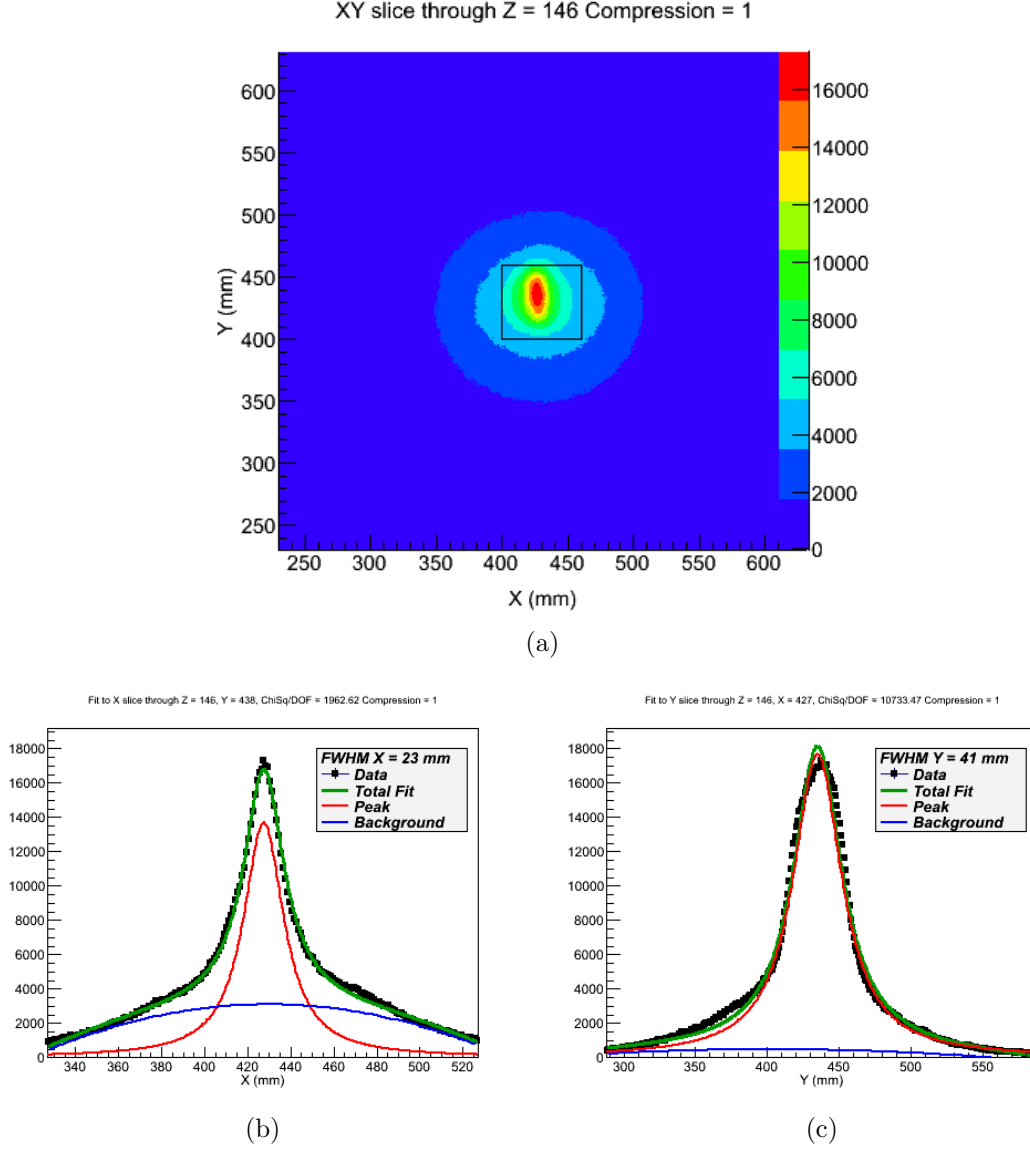 XY slice through Z = 146 Compression = 1
600
550
500
450
400
350
300
250
Y (mm)
250 300 350 400 450 500 550 600
X (mm)
16000
14000
12000
10000
8000
6000
4000
2000
0
(a)
Fit to X slice through Z = 146, Y = 438, ChiSq/DOF = 1962.62 Compression = 1
18000
16000
14000
12000
10000
8000
6000
4000
2000
0
FWHM X = 23 mm
Data
Total Fit
Peak
Background
340 360 380 400 420 440 460 480 500 520
X (mm)
(b)
Fit to Y slice through Z = 146, X = 427, ChiSq/DOF = 10733.47 Compression = 1
18000
16000
14000
12000
10000
8000
6000
4000
2000
0
FWHM Y = 41 mm
Data
Total Fit
Peak
Background
300 350 400 450 500 550
Y (mm)
(c)